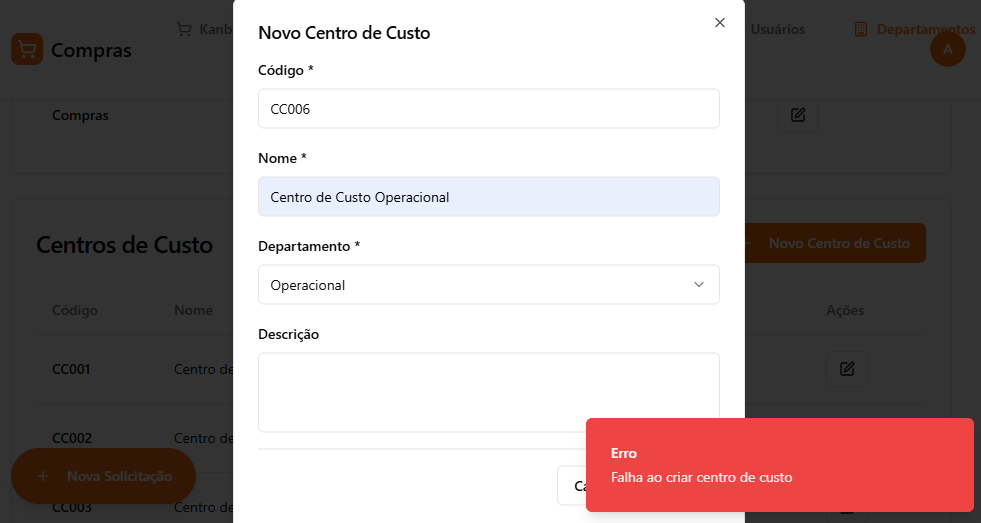 Compras
Kanb
Usuários
Departamentos
A
Compras
Centros de Custo
Novo Centro de Custo
Código
Nome
Ações
CC001
Centro de
CC002
Centro de
CC003
Centro de
+ Nova Solicitação
Novo Centro de Custo
Código *
CC006
Nome *
Centro de Custo Operacional
Departamento *
Operacional
Descrição
Ca
Erro
Falha ao criar centro de custo